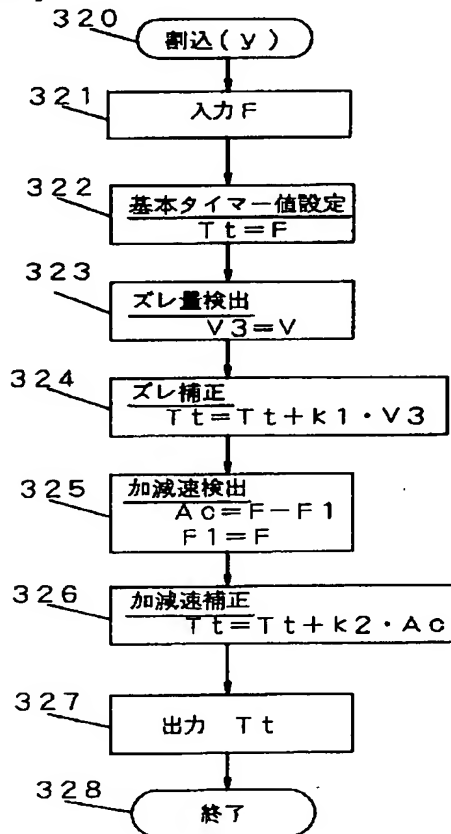 320
割込(y)
321
入力F
322
基本タイマー値設定
Tt=F
323
ズレ量検出
V3=V
324
ズレ補正
Tt=Tt+k1・V3
325
加減速検出
Ac=F-F1
F1=F
326
加減速補正
Tt=Tt+k2・Ac
327
出力 Tt
328
終了